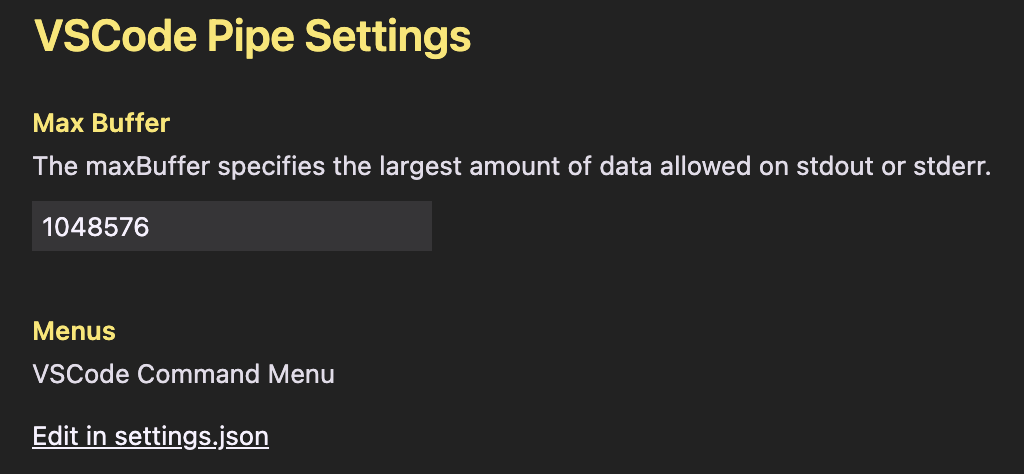 VSCode Pipe Settings
Max Buffer
The maxBuffer specifies the largest amount of data allowed on stdout or stderr.
1048576
Menus
VSCode Command Menu
Edit in settings.json